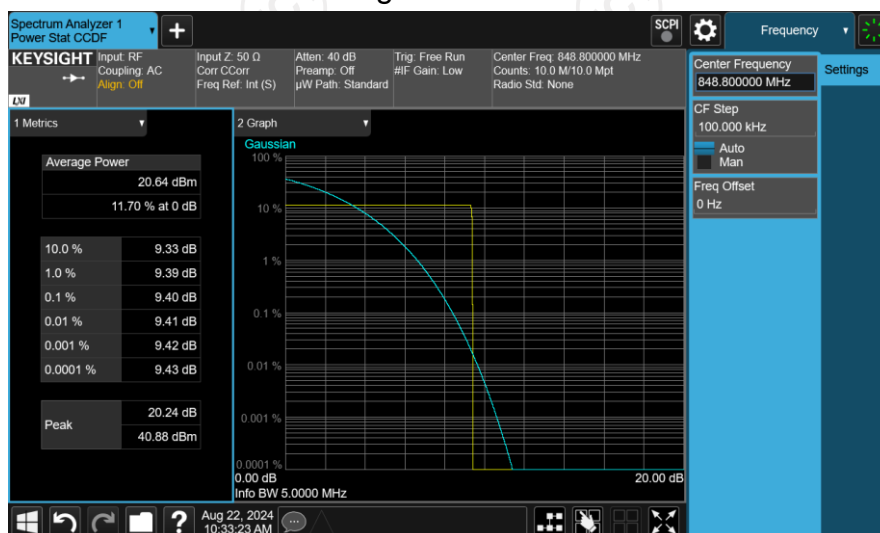 Spectrum Analyzer 1
Power Stat CCDF
+
SCPI
Frequency
KEYSIGHT
LXI
Input: RF
Coupling: AC
Align: Off
Input Z: 50 Ω
Corr CCorr
Freq Ref: Int (S)
Atten: 40 dB
Preamp: Off
µW Path: Standard
Trig: Free Run
#IF Gain: Low
Center Freq: 848.800000 MHz
Counts: 10.0 M/10.0 Mpt
Radio Std: None
Center Frequency
848.800000 MHz
Settings
CF Step
100.000 kHz
Auto
Man
Freq Offset
0 Hz
1 Metrics
Average Power
20.64 dBm
11.70 % at 0 dB
10.0 % 9.33 dB
1.0 % 9.39 dB
0.1 % 9.40 dB
0.01 % 9.41 dB
0.001 % 9.42 dB
0.0001 % 9.43 dB
Peak
20.24 dB
40.88 dBm
2 Graph
Gaussian
100 %
10 %
1 %
0.1 %
0.01 %
0.001 %
0.0001 %
0.00 dB 20.00 dB
Info BW 5.0000 MHz
?
Aug 22, 2024
10:33:23 AM